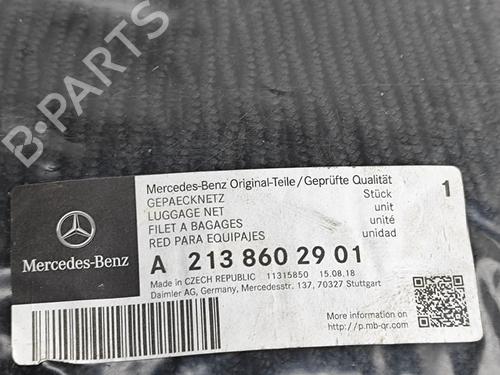 B-PARTS
Mercedes-Benz Original-Teile/Geprüfte Qualität
GEPAECKNETZ Stück 1
LUGGAGE NET unit
FILET A BAGAGES unité
RED PARA EQUIPAJES unidad
Mercedes-Benz
A 213 860 29 01
Made in CZECH REPUBLIC 11315850 15.08.18
Daimler AG, Germany, Mercedesstr. 137, 70327 Stuttgart
More information on
http://p.mb-qr.com